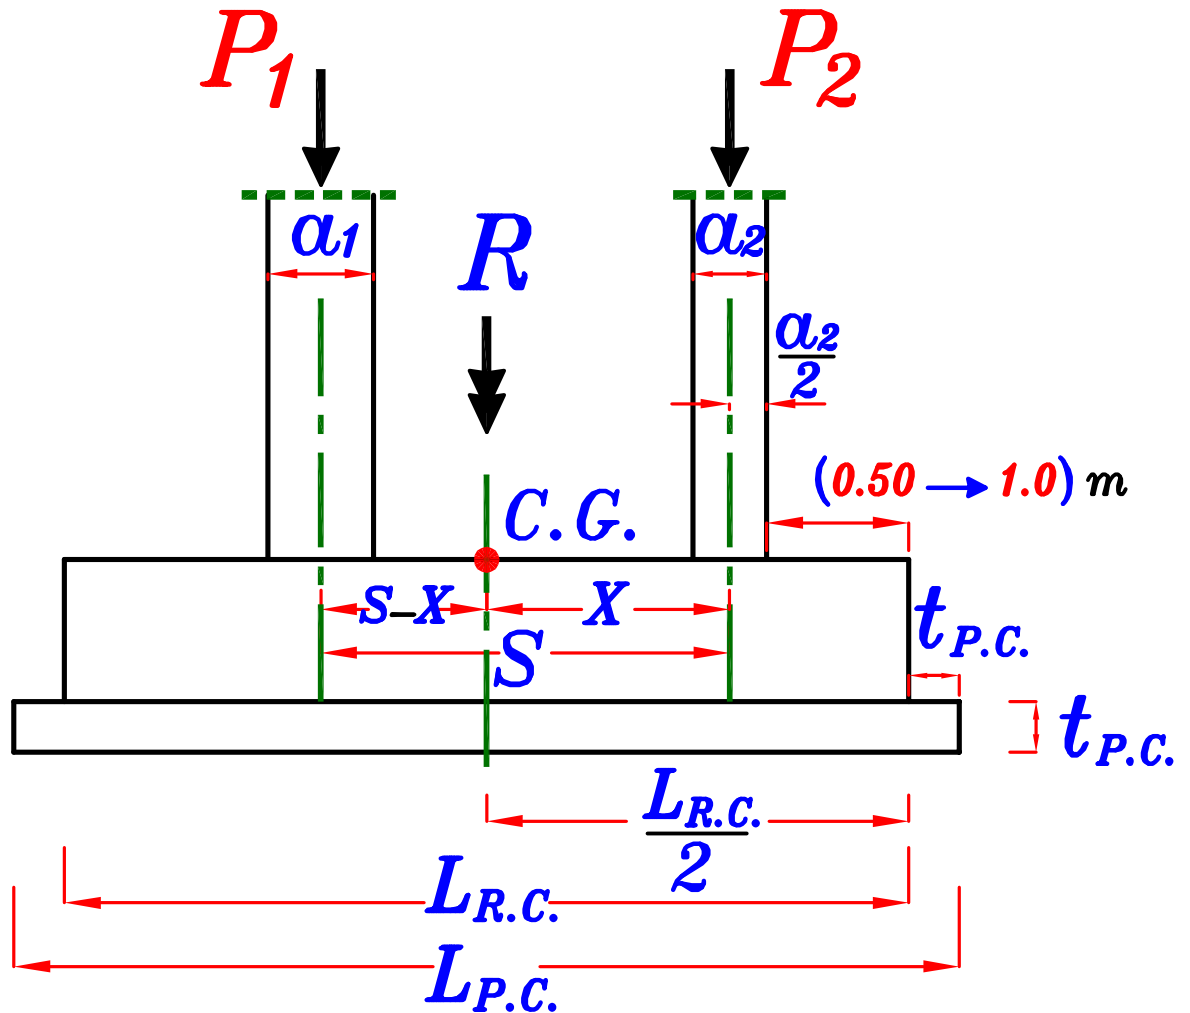 P1 P2
a1 a2
R
a2/2
(0.50 → 1.0) m
C.G.
S-X X
tP.C.
S
tP.C.
LR.C./2
LR.C.
LP.C.